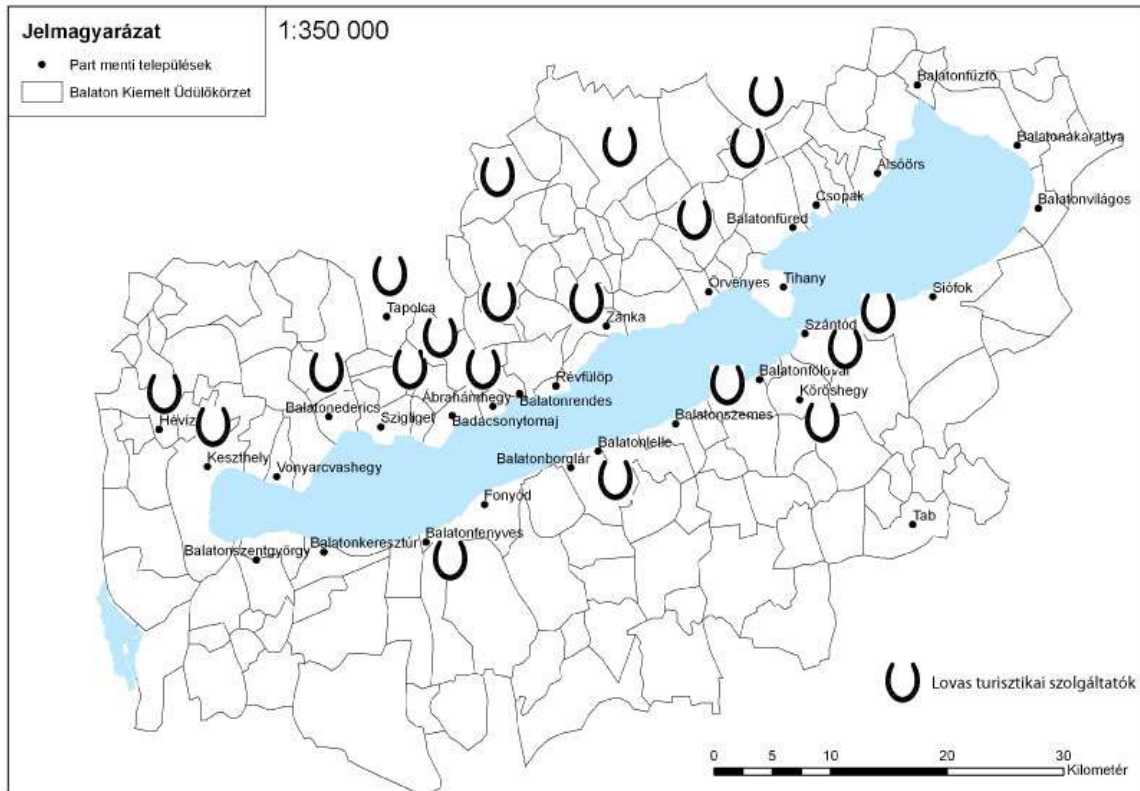 Jelmagyarázat
1:350 000
Part menti települések
Balaton Kiemelt Üdülőkörzet
Balatonfűzfő
Balatonakarattya
Alsóörs
Csopak
Balatonvilágos
Balatonfüred
Örvényes
Tihany
Siófok
Tapolca
Zánka
Szántód
Révfülöp
Balatonföldvár
Balatonederics
Ábrahámhegy
Balatonrendes
Kőröshegy
Hévíz
Szigliget
Badacsonytomaj
Balatonszemes
Keszthely
Vonyarcvashegy
Balatonlelle
Balatonboglár
Fonyód
Tab
Balatonszentgyörgy
Balatonkeresztúr
Balatonfenyves
Lovas turisztikai szolgáltatók
0 5 10 20 30
Kilometér